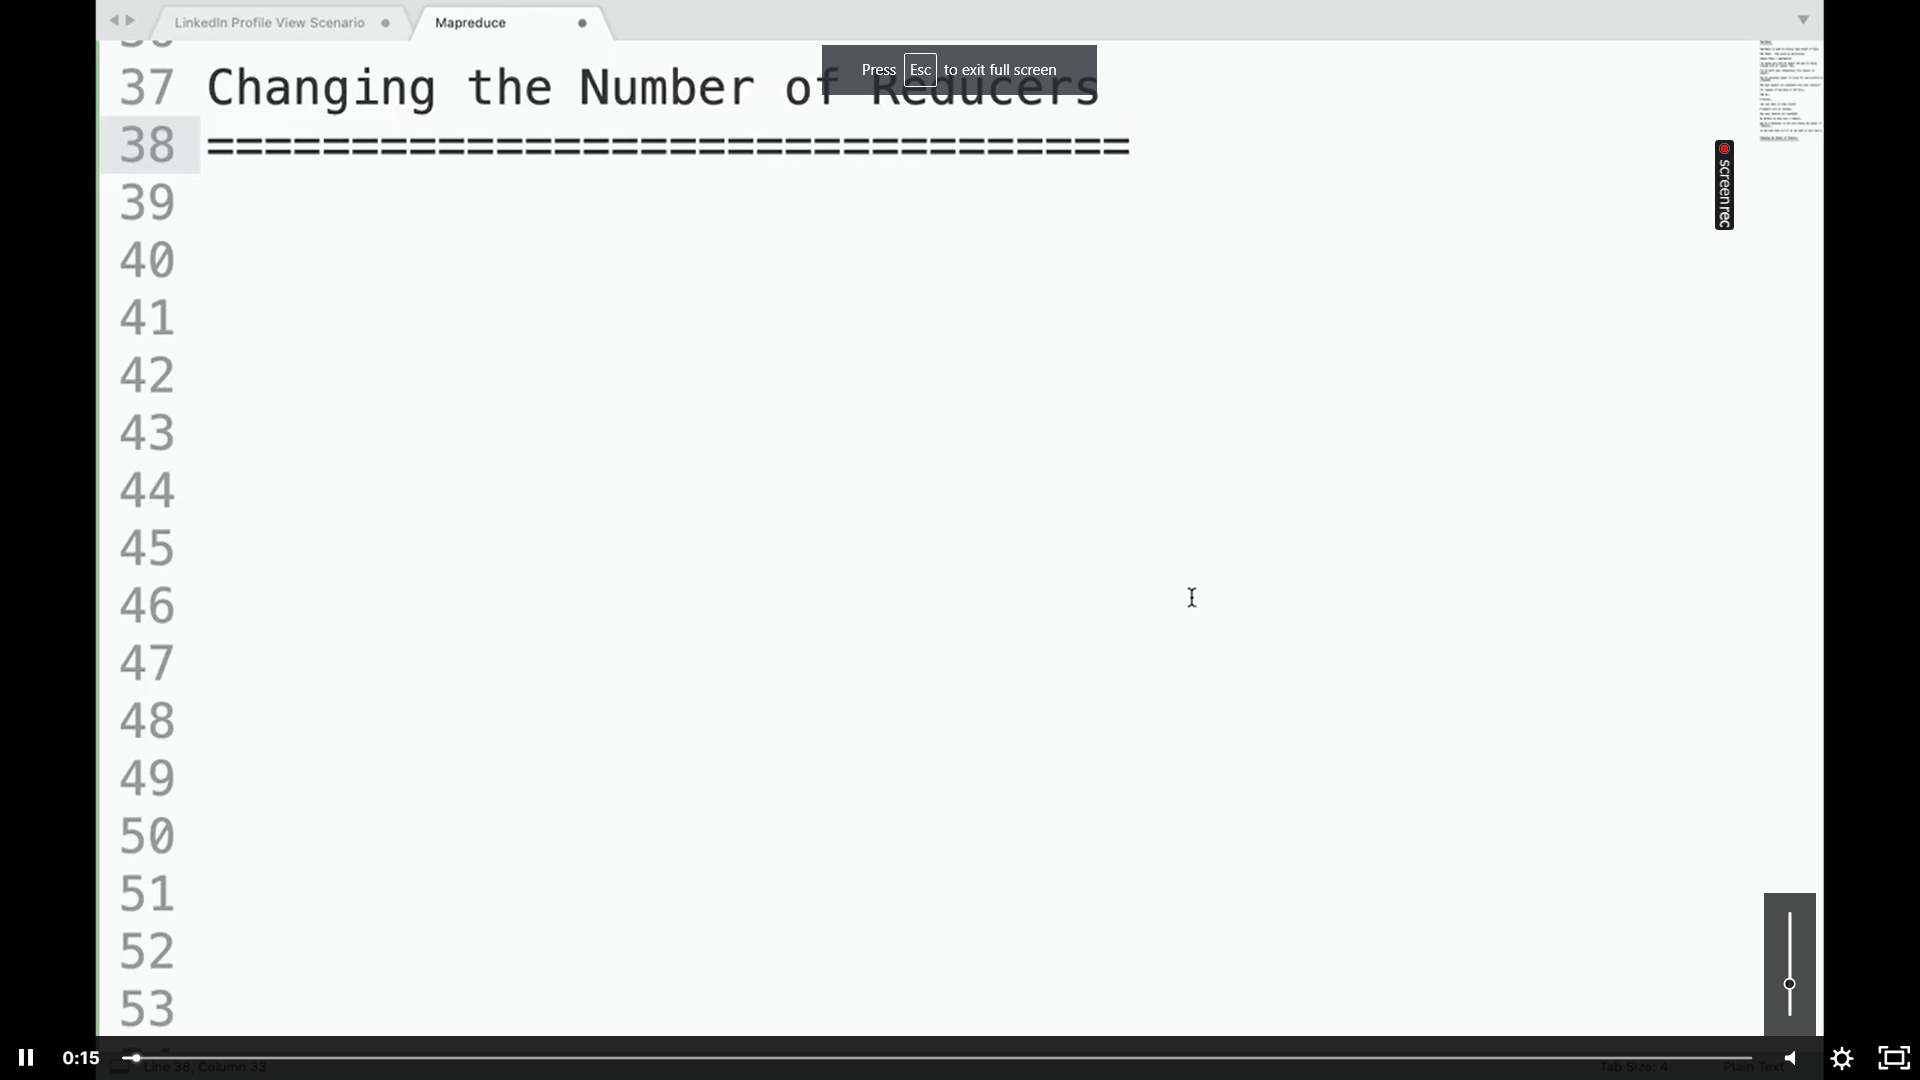 LinkedIn Profile View Scenario
Mapreduce
Press Esc to exit full screen
37 Changing the Number of Reducers
38 ================================
39
40
41
42
43
44
45
46
47
48
49
50
51
52
53
screenrec
0:15
Line 38, Column 33
Tab Size: 4
Plain Text